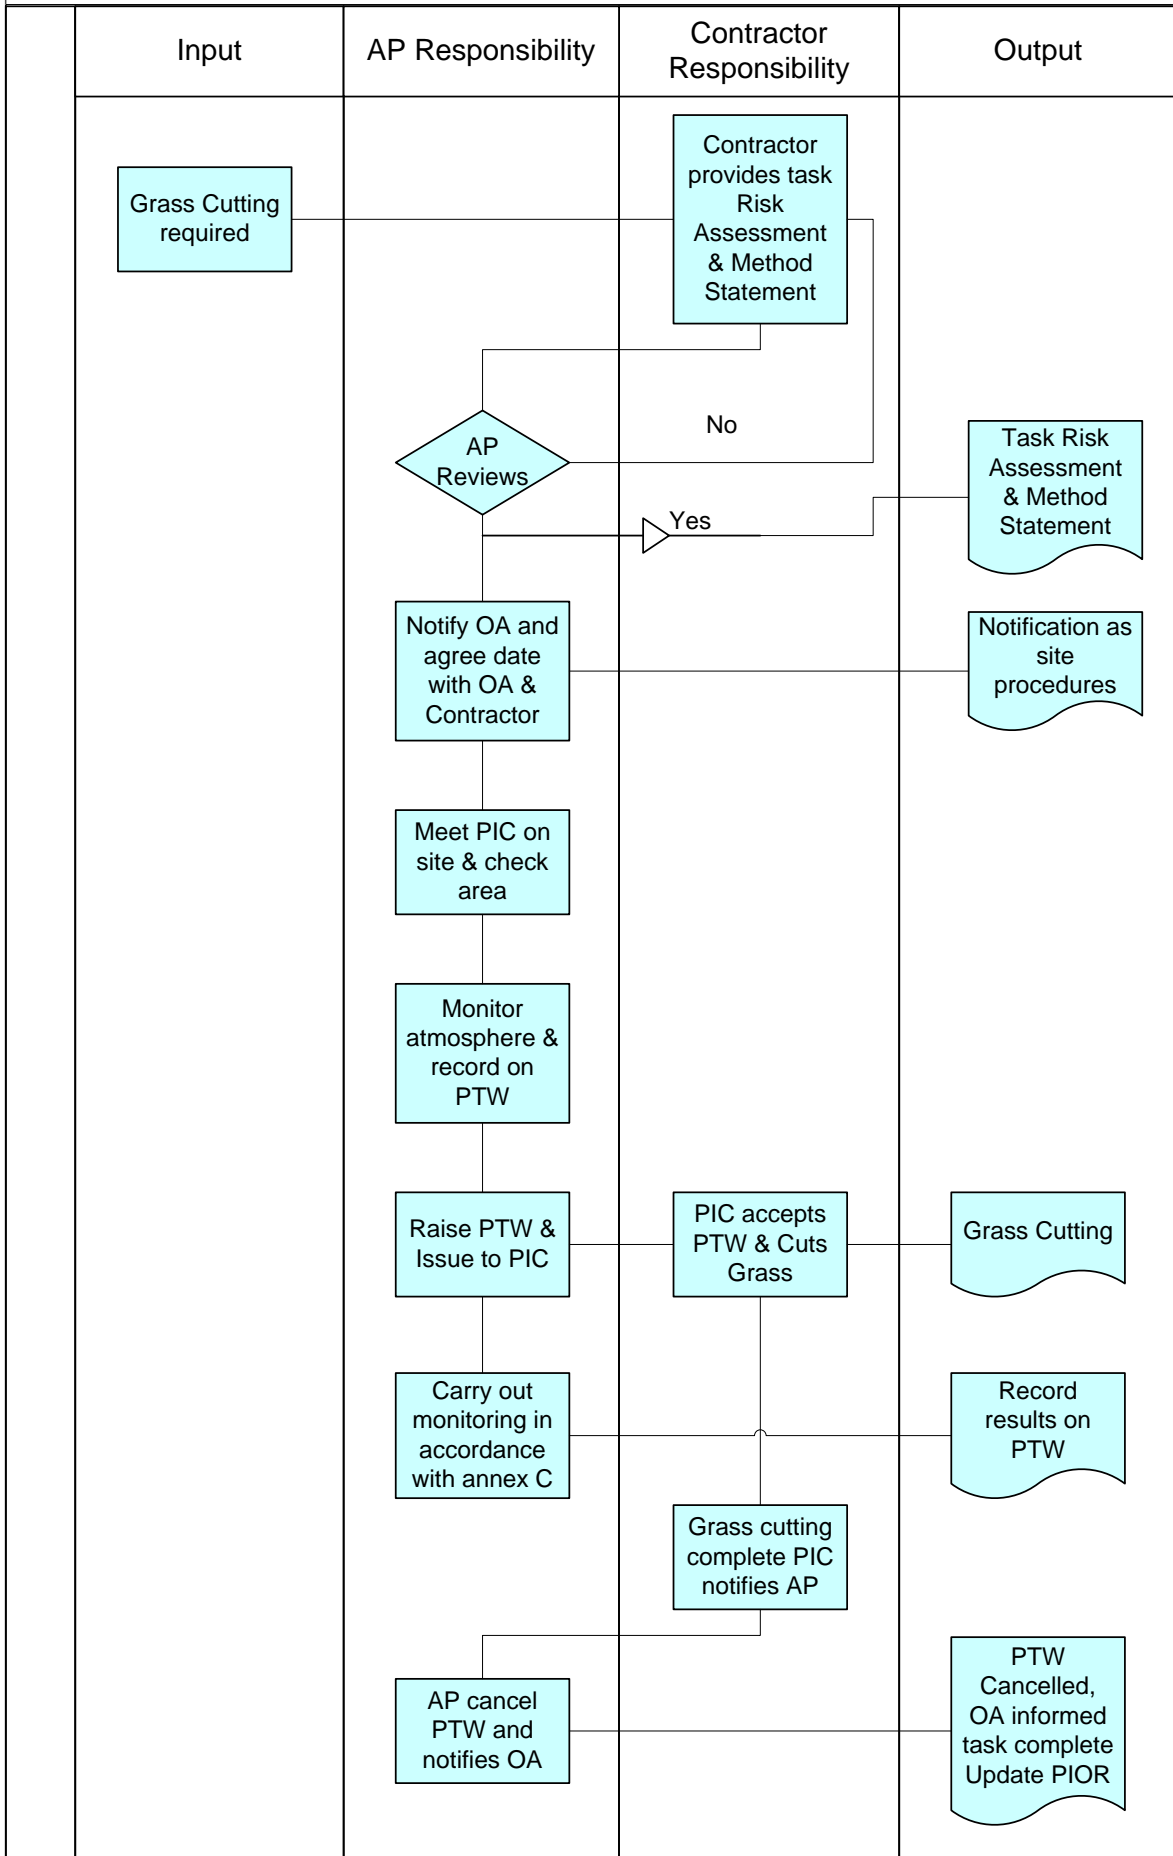 Input
AP Responsibility
Contractor
Responsibility
Output
Contractor
provides task
Risk
Assessment
& Method
Statement
Grass Cutting
required
No
AP
Reviews
Task Risk
Assessment
& Method
Statement
Yes
Notify OA and
agree date
with OA &
Contractor
Notification as
site
procedures
Meet PIC on
site & check
area
Monitor
atmosphere &
record on
PTW
Raise PTW &
Issue to PIC
PIC accepts
PTW & Cuts
Grass
Grass Cutting
Carry out
monitoring in
accordance
with annex C
Record
results on
PTW
Grass cutting
complete PIC
notifies AP
AP cancel
PTW and
notifies OA
PTW
Cancelled,
OA informed
task complete
Update PIOR